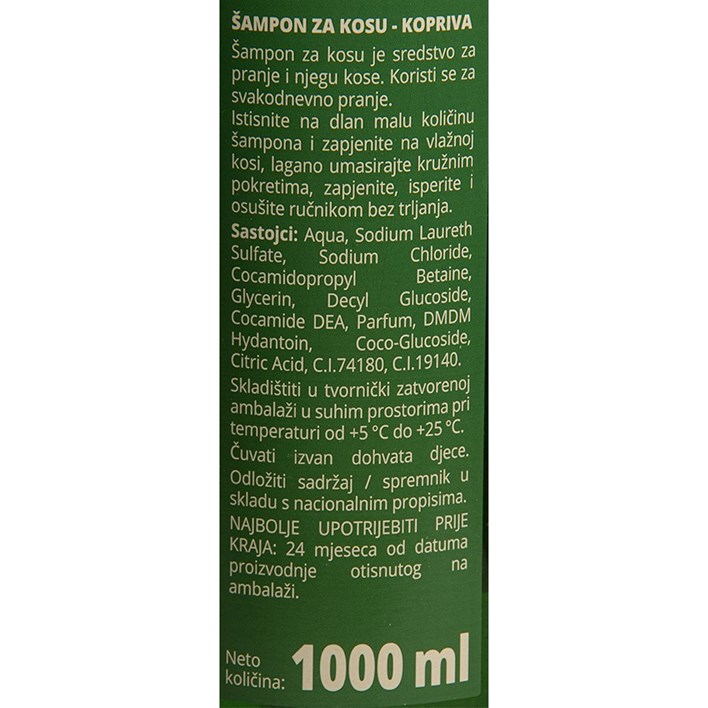 ŠAMPON ZA KOSU - KOPRIVA
Šampon za kosu je sredstvo za
pranje i njegu kose. Koristi se za
svakodnevno pranje.
Istisnite na dlan malu količinu
šampona i zapjenite na vlažnoj
kosi, lagano umasirajte kružnim
pokretima, zapjenite, isperite i
osušite ručnikom bez trljanja.
Sastojci: Aqua, Sodium Laureth
Sulfate, Sodium Chloride,
Cocamidopropyl Betaine,
Glycerin, Decyl Glucoside,
Cocamide DEA, Parfum, DMDM
Hydantoin, Coco-Glucoside,
Citric Acid, C.I.74180, C.I.19140.
Skladištiti u tvornički zatvorenoj
ambalaži u suhim prostorima pri
temperaturi od +5 °C do +25 °C.
Čuvati izvan dohvata djece.
Odložiti sadržaj / spremnik u
skladu s nacionalnim propisima.
NAJBOLJE UPOTRIJEBITI PRIJE
KRAJA: 24 mjeseca od datuma
proizvodnje otisnutog na
ambalaži.
Neto
količina: 1000 ml